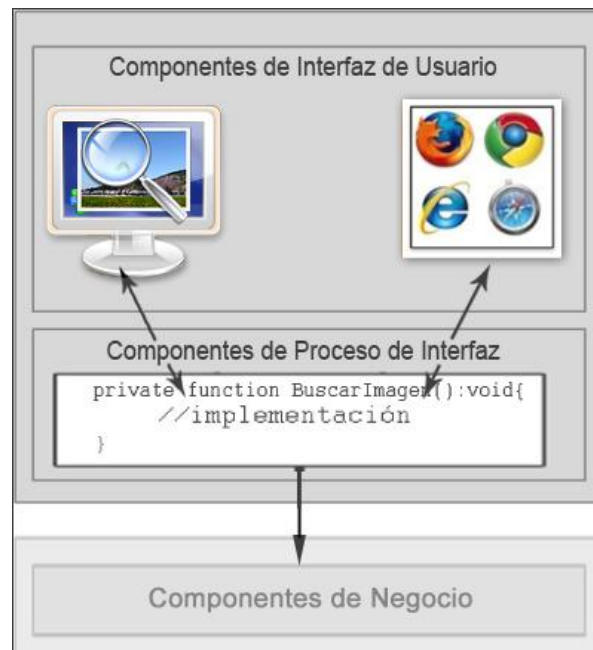 Componentes de Interfaz de Usuario
Componentes de Proceso de Interfaz
private function BuscarImagen():void{
//implementación
}
Componentes de Negocio